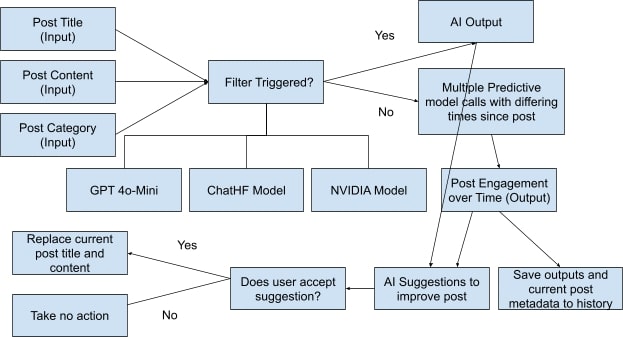 Post Title
(Input)
AI Output
Yes
Post Content
(Input)
Filter Triggered?
Multiple Predictive
model calls with differing
times since post
No
Post Category
(Input)
GPT 4o-Mini
ChatHF Model
NVIDIA Model
Post Engagement
over Time (Output)
Replace current
post title and
content
Yes
Does user accept
suggestion?
AI Suggestions to
improve post
Save outputs and
current post
metadata to history
Take no action
No